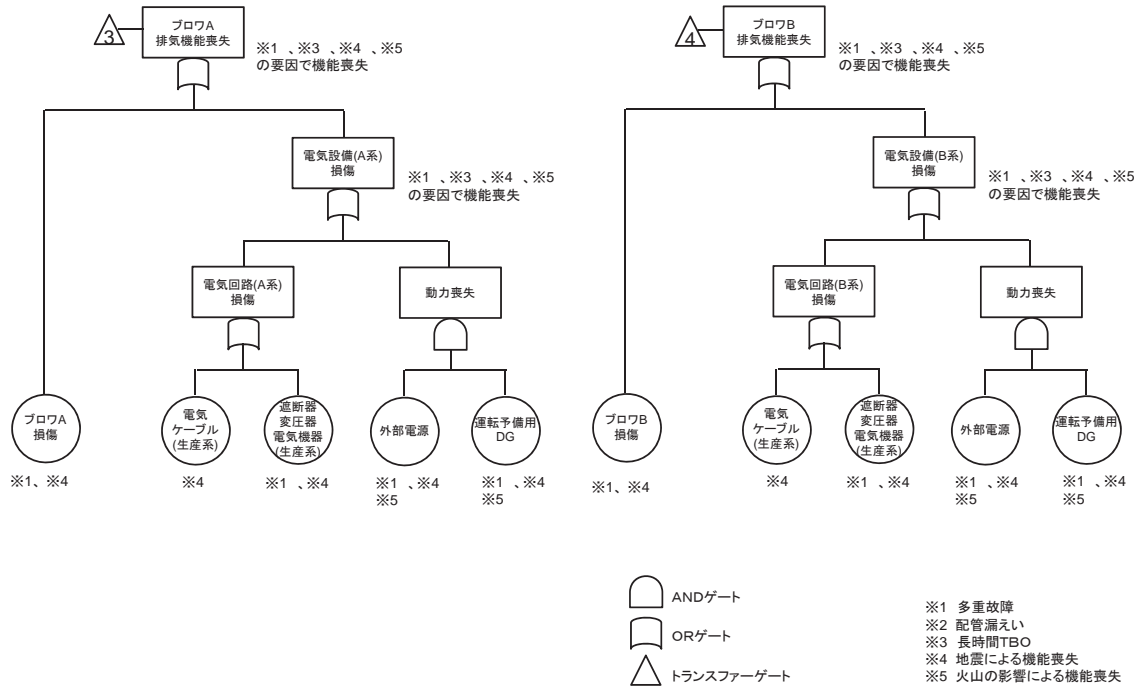 3
ブロワA
排気機能喪失
※1 、※3 、※4 、※5
の要因で機能喪失
電気設備(A系)
損傷
※1 、※3 、※4 、※5
の要因で機能喪失
電気回路(A系)
損傷
動力喪失
ブロワA
損傷
電気
ケーブル
(生産系)
遮断器
変圧器
電気機器
(生産系)
外部電源
運転予備用
DG
※1、※4
※4
※1 、※4
※1 、※4
※5
※1 、※4
※5
4
ブロワB
排気機能喪失
※1 、※3 、※4 、※5
の要因で機能喪失
電気設備(B系)
損傷
※1 、※3 、※4 、※5
の要因で機能喪失
電気回路(B系)
損傷
動力喪失
ブロワB
損傷
電気
ケーブル
(生産系)
遮断器
変圧器
電気機器
(生産系)
外部電源
運転予備用
DG
※1、※4
※4
※1 、※4
※1 、※4
※5
※1 、※4
※5
ANDゲート
ORゲート
トランスファーゲート
※1 多重故障
※2 配管漏えい
※3 長時間TBO
※4 地震による機能喪失
※5 火山の影響による機能喪失